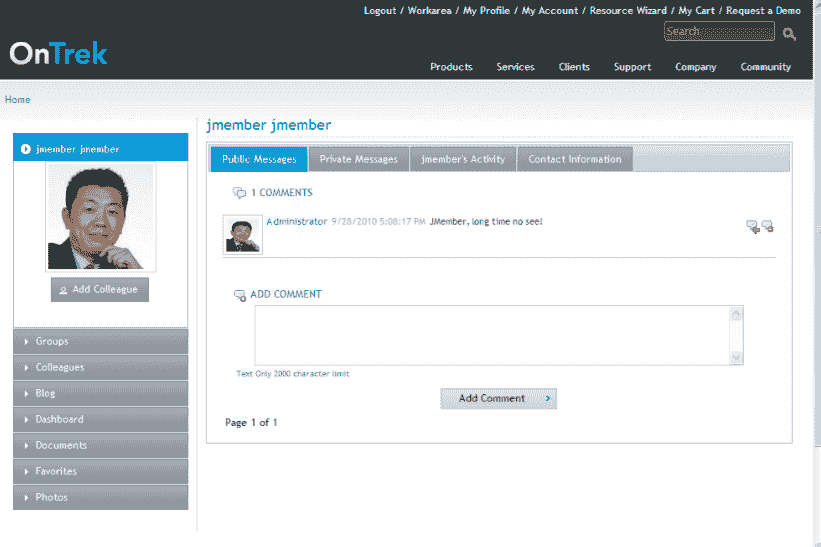 Logout / Workarea / My Profile / My Account / Resource Wizard / My Cart / Request a Demo
Search
OnTrek
Products Services Clients Support Company Community
Home
jmember jmember
jmember jmember
Add Colleague
Groups
Colleagues
Blog
Dashboard
Documents
Favorites
Photos
Public Messages Private Messages jmember's Activity Contact Information
1 COMMENTS
Administrator 9/28/2010 5:08:17 PM JMember, long time no see!
ADD COMMENT
Text Only 2000 character limit
Add Comment
Page 1 of 1